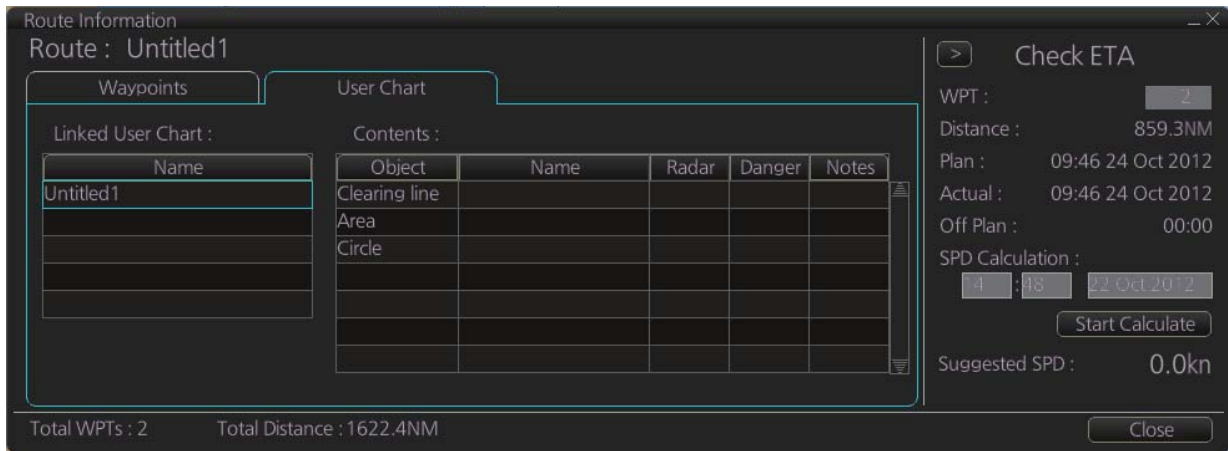 Route Information
Route : Untitled1
Waypoints
User Chart
Linked User Chart :
Name
Untitled1
Contents :
Object Name Radar Danger Notes
Clearing line
Area
Circle
> Check ETA
WPT : 2
Distance : 859.3NM
Plan : 09:46 24 Oct 2012
Actual : 09:46 24 Oct 2012
Off Plan : 00:00
SPD Calculation :
14 : 48 22 Oct 2012
Start Calculate
Suggested SPD : 0.0kn
Total WPTs : 2 Total Distance : 1622.4NM
Close